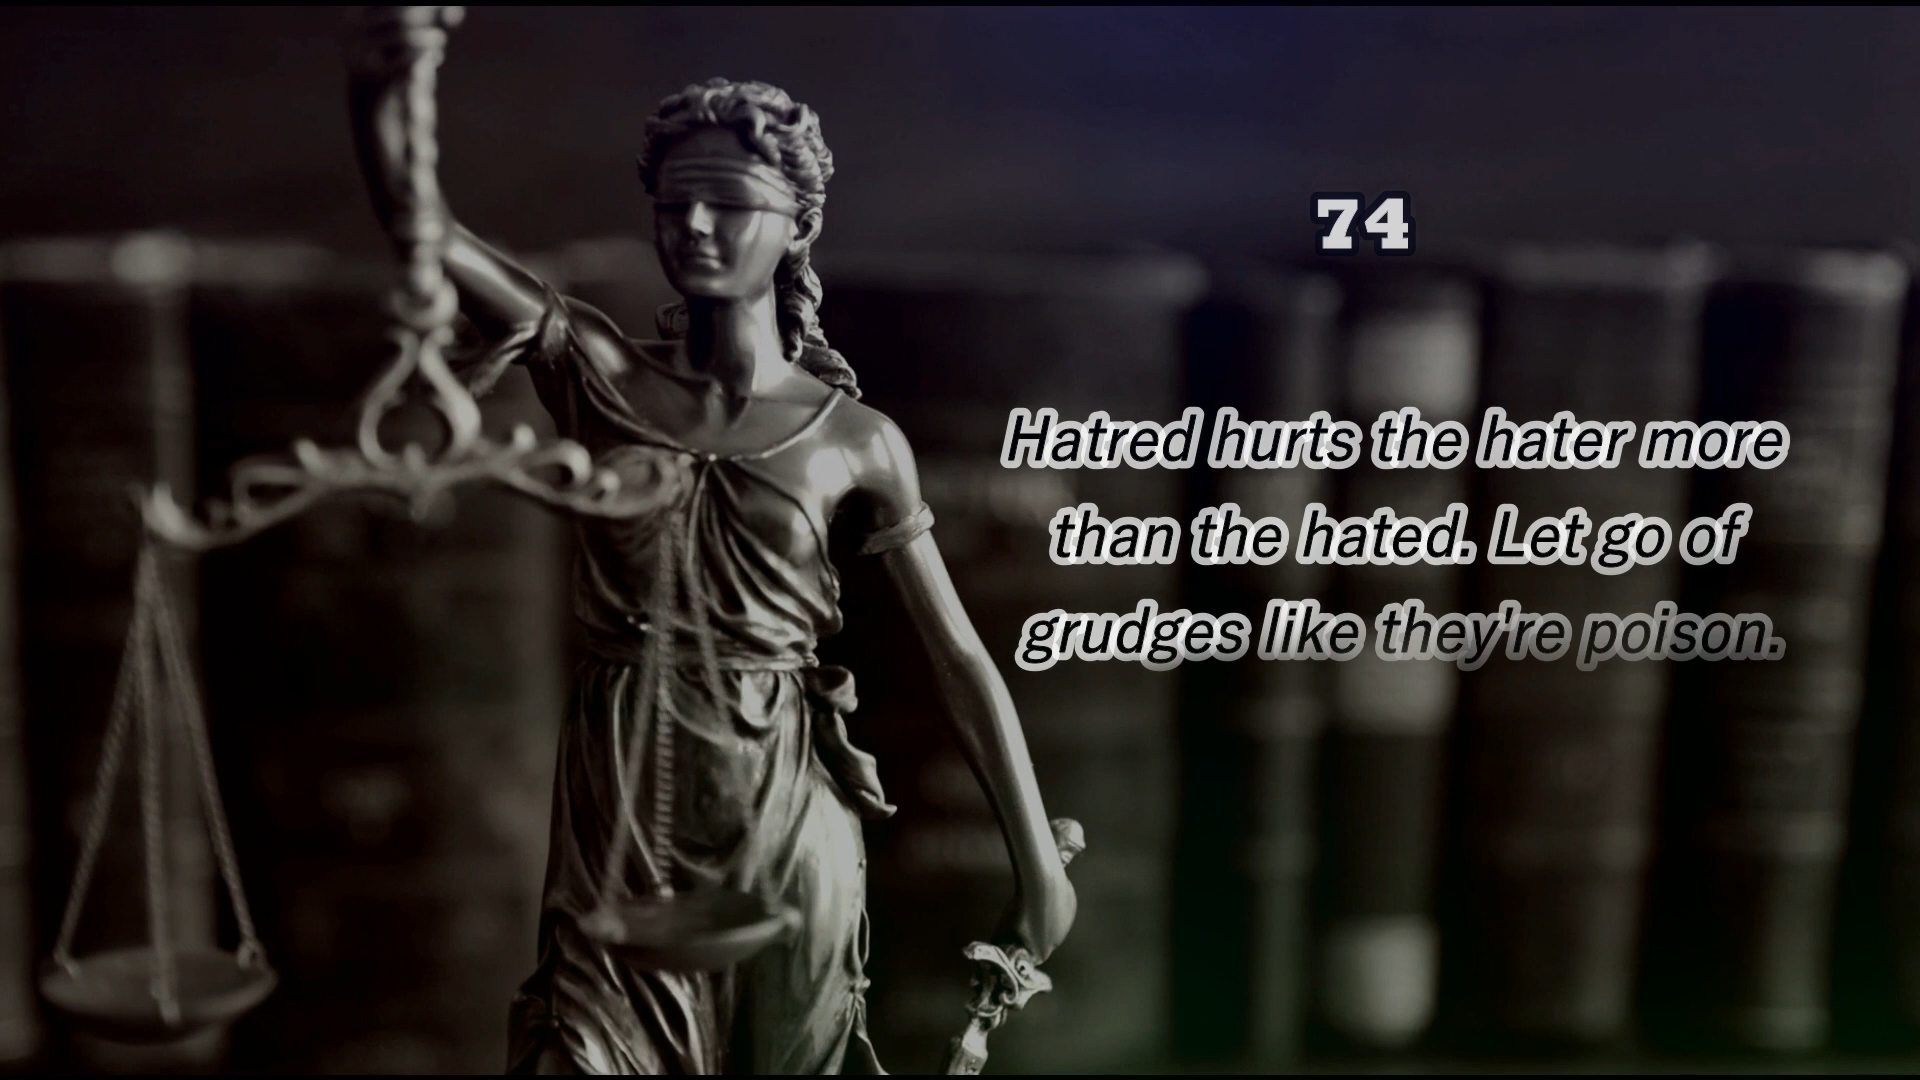 74
Hatred hurts the hater more
than the hated. Let go of
grudges like they're poison.